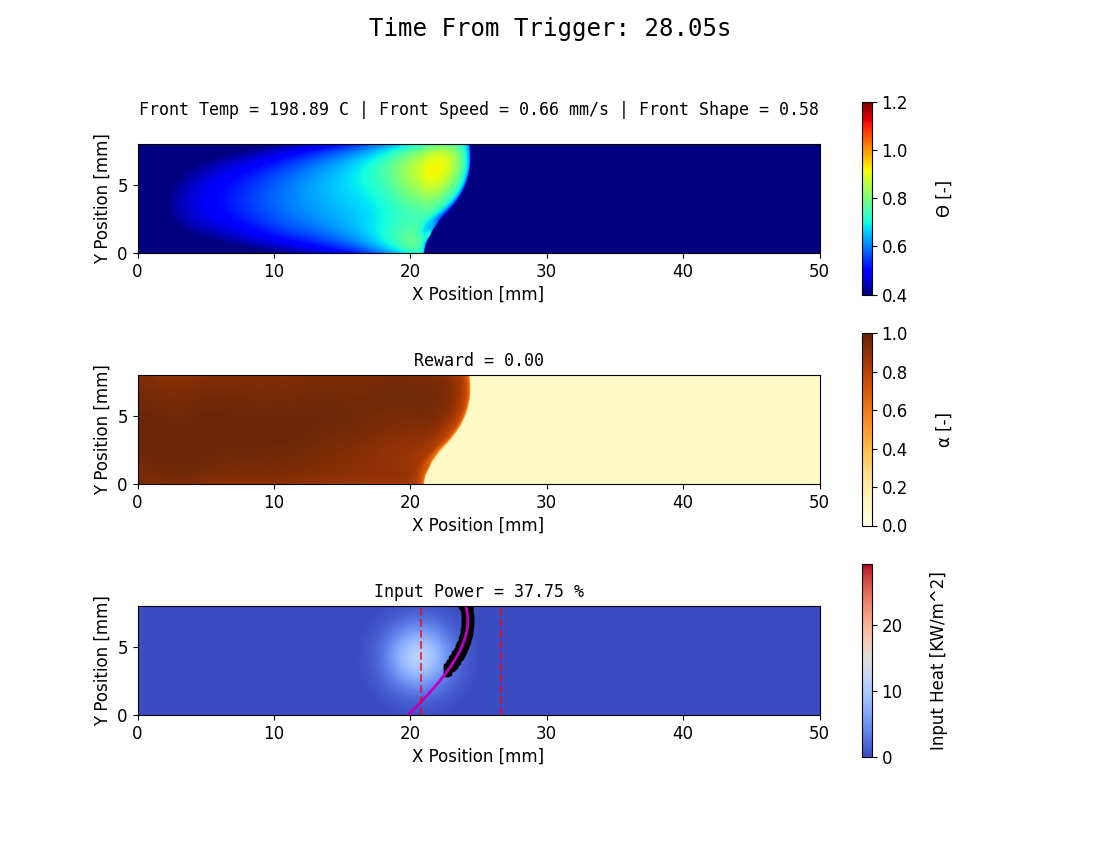 Time From Trigger: 28.05s
Front Temp = 198.89 C | Front Speed = 0.66 mm/s | Front Shape = 0.58
Y Position [mm]
5
0
0 10 20 30 40 50
X Position [mm]
1.2
1.0
0.8
0.6
0.4
Θ [-]
Reward = 0.00
Y Position [mm]
5
0
0 10 20 30 40 50
X Position [mm]
1.0
0.8
0.6
0.4
0.2
0.0
α [-]
Input Power = 37.75 %
Y Position [mm]
5
0
0 10 20 30 40 50
X Position [mm]
20
10
0
Input Heat [KW/m^2]